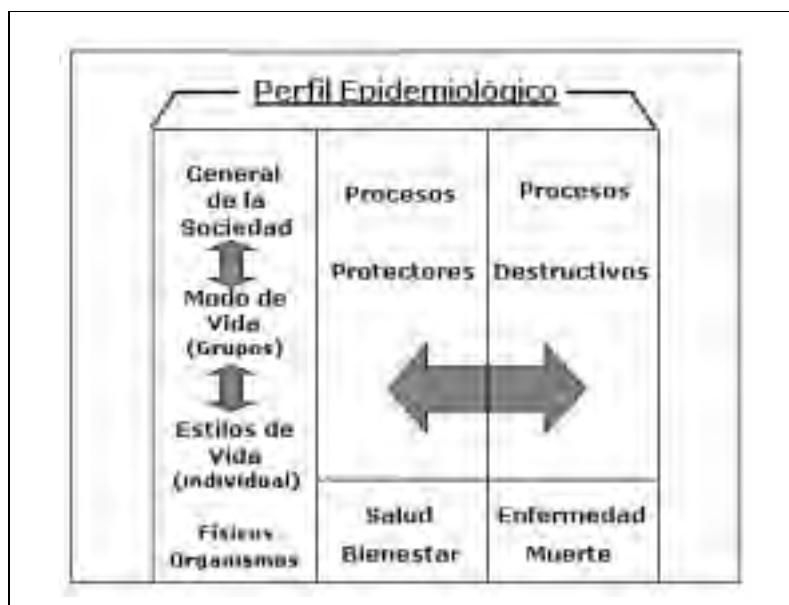 Perfil Epidemiológico
General
de la
Sociedad
Modo de
Vida
(Grupos)
Estilos de
Vida
(individual)
Físicos
Organismos
Procesos
Protectores
Salud
Bienestar
Procesos
Destructivos
Enfermedad
Muerte